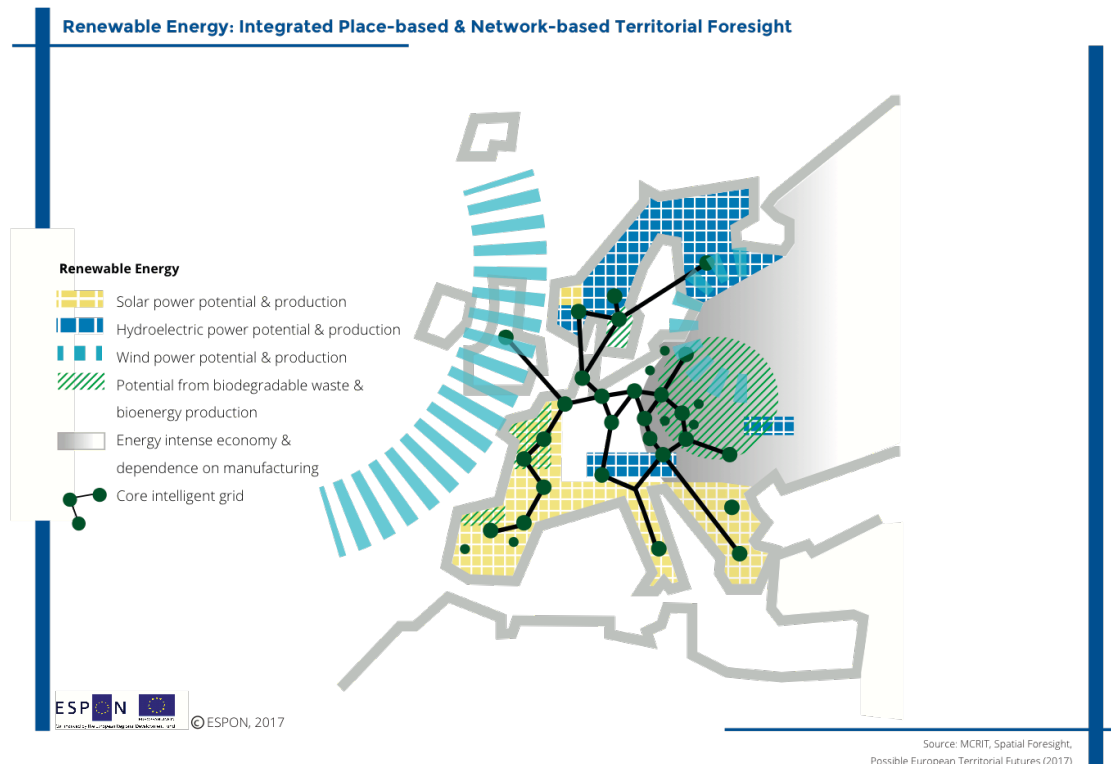 Renewable Energy: Integrated Place-based & Network-based Territorial Foresight
Renewable Energy
Solar power potential & production
Hydroelectric power potential & production
Wind power potential & production
Potential from biodegradable waste &
bioenergy production
Energy intense economy &
dependence on manufacturing
Core intelligent grid
ESPON
© ESPON, 2017
Source: MCRIT, Spatial Foresight,
Possible European Territorial Futures (2017)